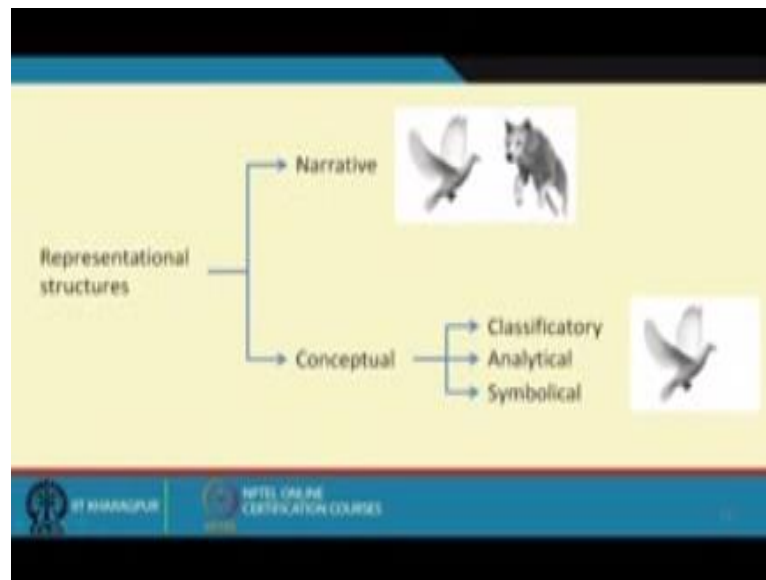 Narrative
Representational
structures
Conceptual
Classificatory
Analytical
Symbolical
IIT KHARAGPUR
NPTEL ONLINE
CERTIFICATION COURSES